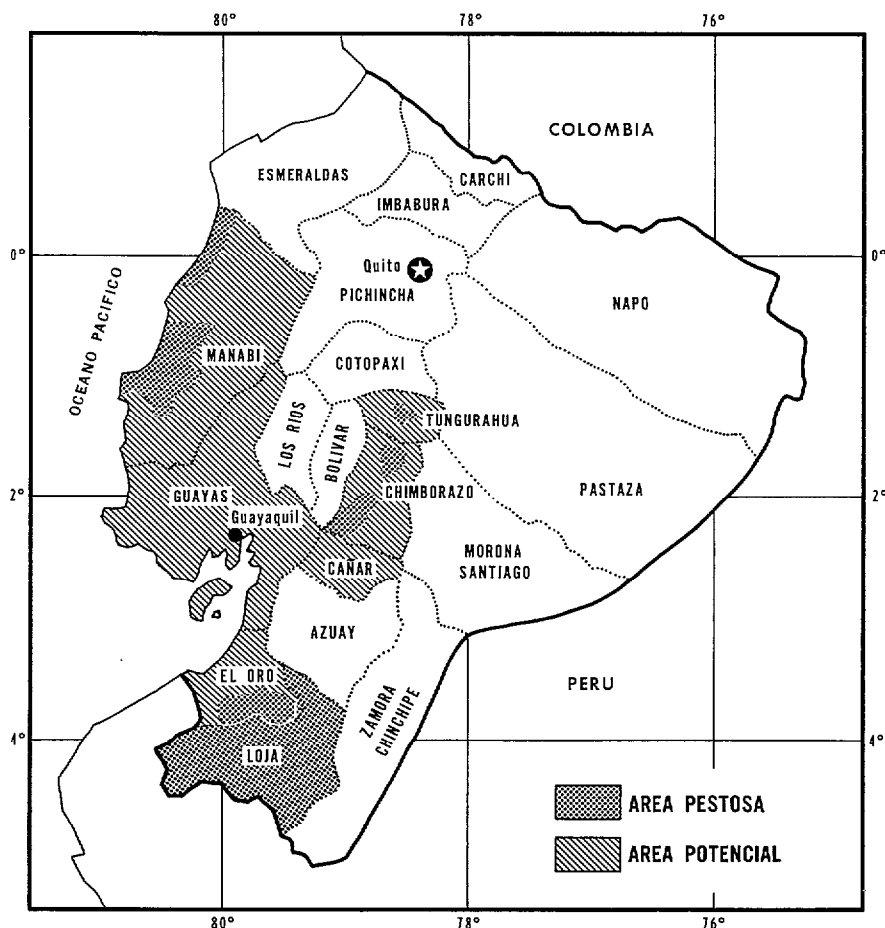 80°
78°
76°
COLOMBIA
ESMERALDAS
CARCHI
IMBABURA
0°
0°
Quito
PICHINCHA
NAPO
OCEANO PACIFICO
MANABI
COTOPAXI
LOS RIOS
BOLIVAR
TUNGURAHUA
2°
2°
GUAYAS
CHIMBORAZO
PASTAZA
Guayaquil
MORONA
SANTIAGO
CAÑAR
AZUAY
EL ORO
ZAMORA
CHINCHIPE
PERU
4°
4°
LOJA
AREA PESTOSA
AREA POTENCIAL
80°
78°
76°